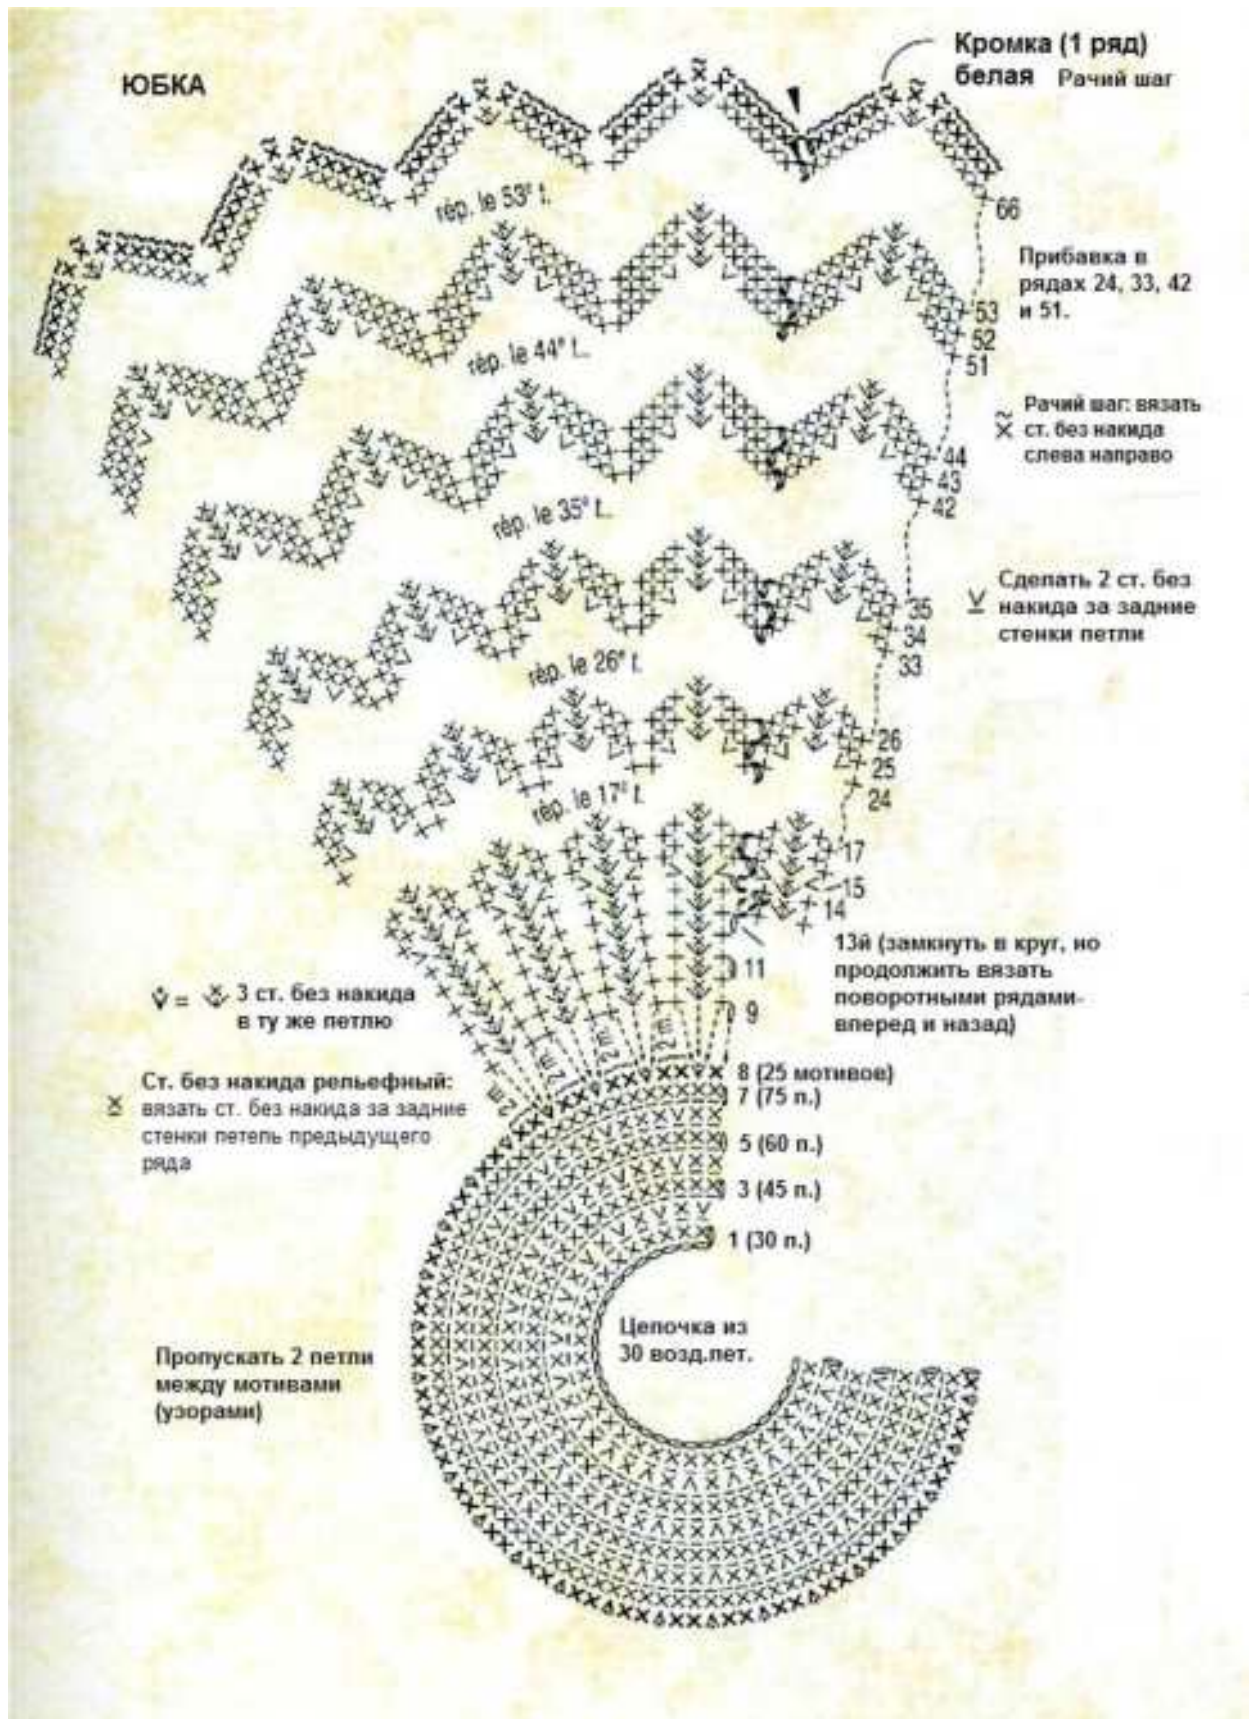 ЮБКА
Кромка (1 ряд)
белая Рачий шаг
rép. le 53e t.
66
Прибавка в
рядах 24, 33, 42
и 51.
53
52
51
rép. le 44e t.
Рачий шаг: вязать
ст. без накида
слева направо
44
43
42
rép. le 35e t.
Сделать 2 ст. без
накида за задние
стенки петли
35
34
33
rép. le 26e t.
26
25
24
rép. le 17e t.
17
15
14
13й (замкнуть в круг, но
продолжить вязать
поворотными рядами-
вперед и назад)
11
9
= 3 ст. без накида
в ту же петлю
2 m
2 m
2 m
2 m
8 (25 мотивов)
7 (75 п.)
Ст. без накида рельефный:
вязать ст. без накида за задние
стенки петель предыдущего
ряда
5 (60 п.)
3 (45 п.)
1 (30 п.)
Цепочка из
30 возд.пет.
Пропускать 2 петли
между мотивами
(узорами)